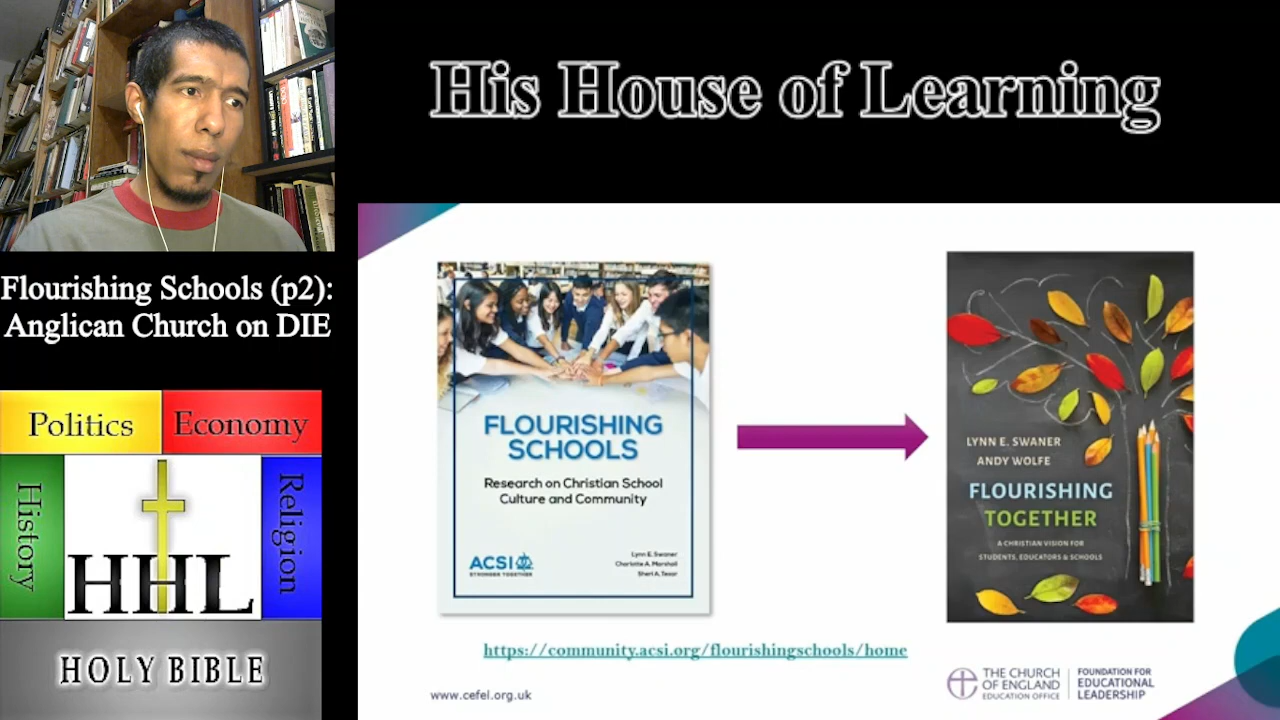 His House of Learning
Flourishing Schools (p2):
Anglican Church on DIE
Politics
Economy
History
Religion
HHL
HOLY BIBLE
FLOURISHING
SCHOOLS
Research on Christian School
Culture and Community
ACSI
STRONGER TOGETHER
Lynn E. Swaner
Charlotte A. Marshall
Sheri A. Tesar
LYNN E. SWANER
ANDY WOLFE
FLOURISHING
TOGETHER
A CHRISTIAN VISION FOR
STUDENTS, EDUCATORS & SCHOOLS
https://community.acsi.org/flourishingschools/home
www.cefel.org.uk
THE CHURCH
OF ENGLAND
EDUCATION OFFICE
FOUNDATION FOR
EDUCATIONAL
LEADERSHIP